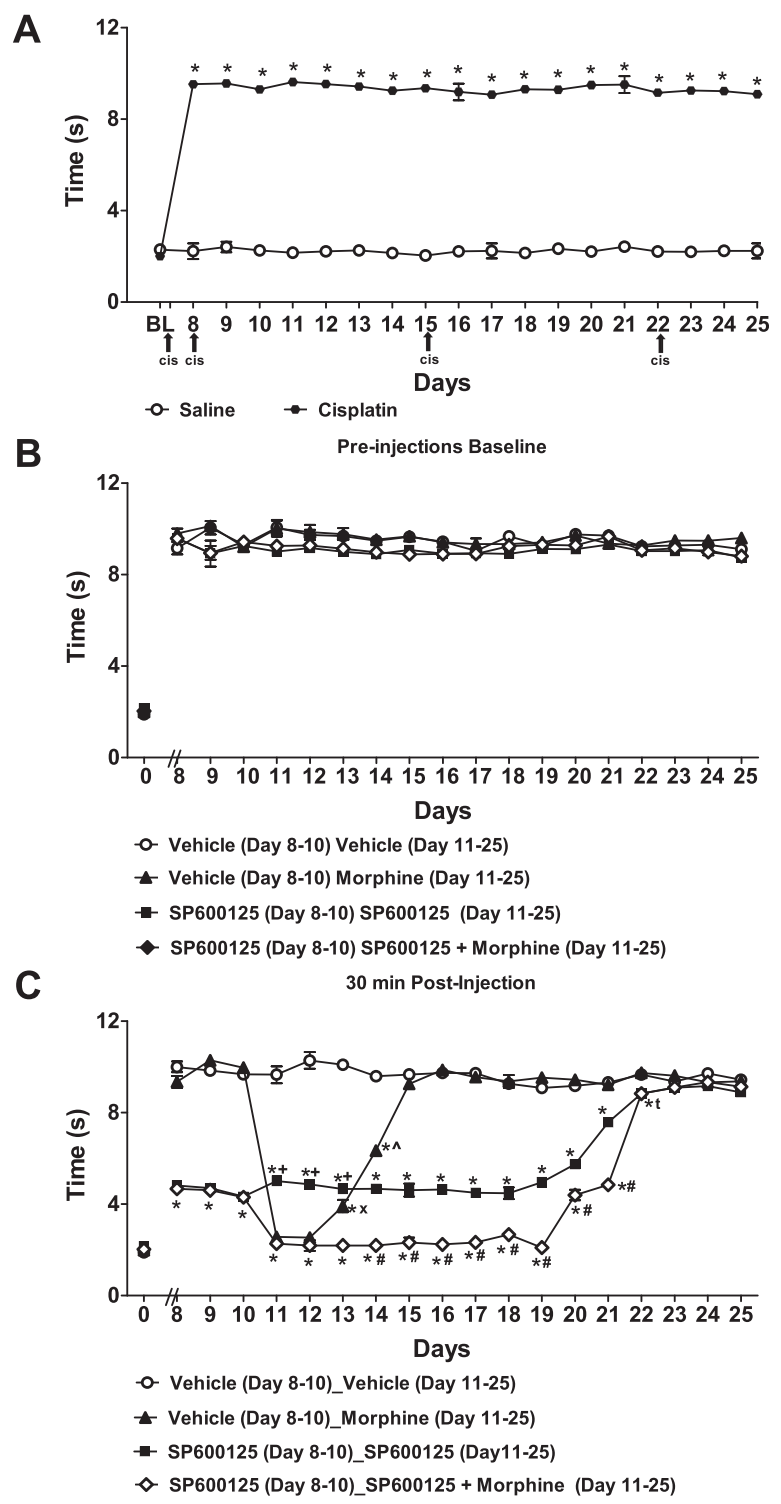 A
12
8
4
0
Time (s)
* * * * * * * * * * * * * * * * * *
BL 8 9 10 11 12 13 14 15 16 17 18 19 20 21 22 23 24 25
cis cis cis cis
Days
Saline Cisplatin
B
Pre-injections Baseline
12
8
4
0
Time (s)
0 8 9 10 11 12 13 14 15 16 17 18 19 20 21 22 23 24 25
Days
Vehicle (Day 8-10) Vehicle (Day 11-25)
Vehicle (Day 8-10) Morphine (Day 11-25)
SP600125 (Day 8-10) SP600125 (Day 11-25)
SP600125 (Day 8-10) SP600125 + Morphine (Day 11-25)
C
30 min Post-Injection
12
8
4
0
Time (s)
*^
*x
*+ *+ *+ * * * * * * * *
*t
* * * * * * *# *# *# *# *# *# *# *#
0 8 9 10 11 12 13 14 15 16 17 18 19 20 21 22 23 24 25
Days
Vehicle (Day 8-10)_Vehicle (Day 11-25)
Vehicle (Day 8-10)_Morphine (Day 11-25)
SP600125 (Day 8-10)_SP600125 (Day11-25)
SP600125 (Day 8-10)_SP600125 + Morphine (Day 11-25)